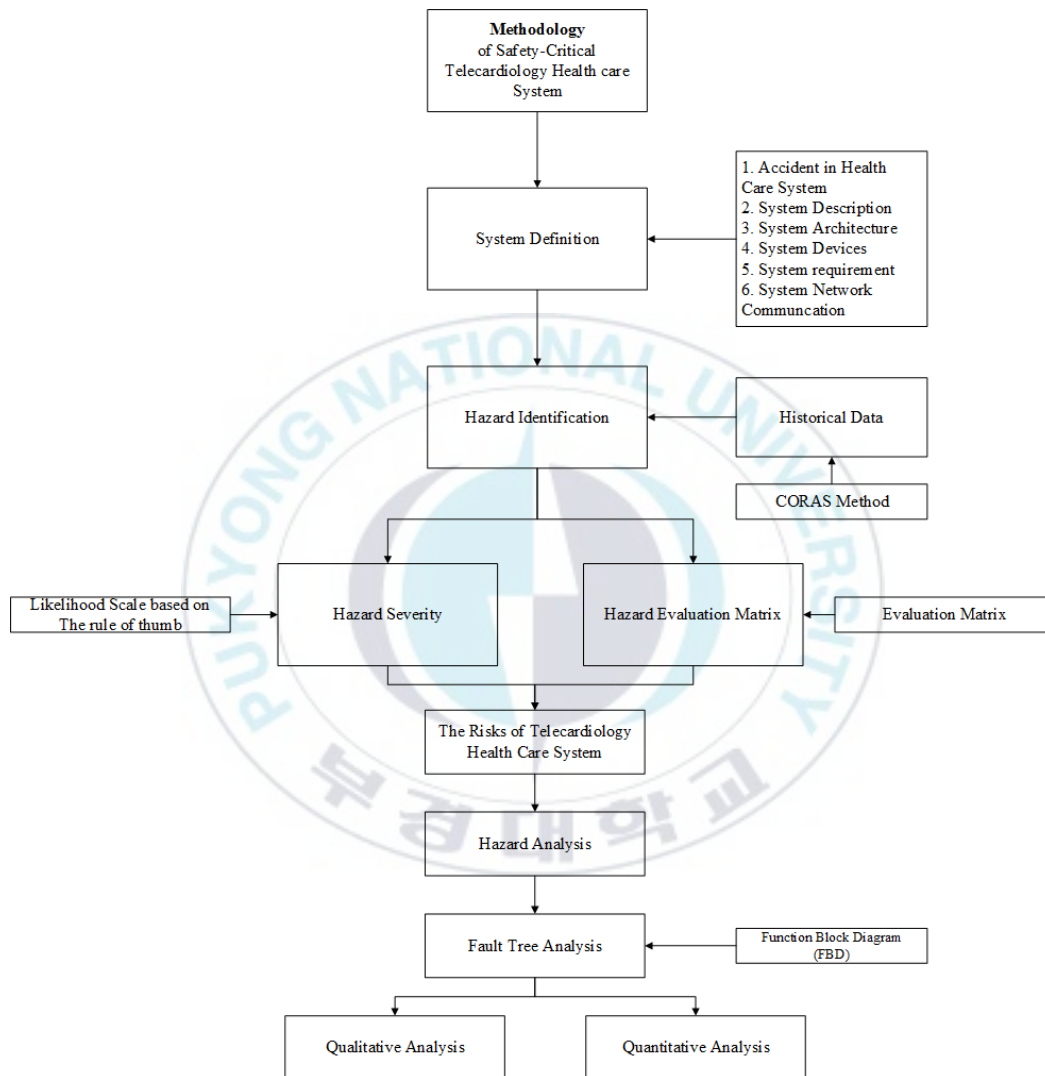 Methodology
of Safety-Critical
Telecardiology Health care
System
1. Accident in Health
Care System
2. System Description
3. System Architecture
4. System Devices
5. System requirement
6. System Network
Communcation
System Definition
Hazard Identification
Historical Data
CORAS Method
Likelihood Scale based on
The rule of thumb
Hazard Severity
Hazard Evaluation Matrix
Evaluation Matrix
The Risks of Telecardiology
Health Care System
Hazard Analysis
Fault Tree Analysis
Function Block Diagram
(FBD)
Qualitative Analysis
Quantitative Analysis
PUKYONG NATIONAL UNIVERSITY
부경대학교